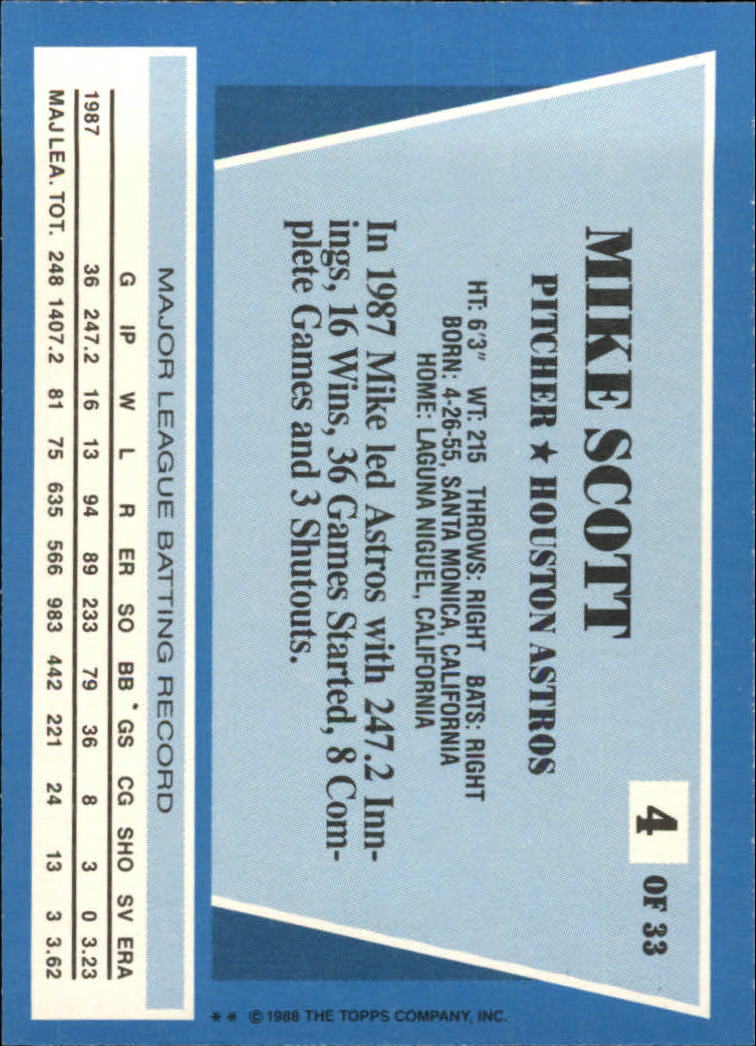 4 OF 33
MIKE SCOTT
PITCHER ★ HOUSTON ASTROS
HT: 6'3" WT: 215 THROWS: RIGHT BATS: RIGHT
BORN: 4-26-55, SANTA MONICA, CALIFORNIA
HOME: LAGUNA NIGUEL, CALIFORNIA
In 1987 Mike led Astros with 247.2 Inn-
ings, 16 Wins, 36 Games Started, 8 Com-
plete Games and 3 Shutouts.
MAJOR LEAGUE BATTING RECORD
G IP W L R ER SO BB GS CG SHO SV ERA
1987 36 247.2 16 13 94 89 233 79 36 8 3 0 3.23
MAJ LEA. TOT. 248 1407.2 81 75 635 566 983 442 221 24 13 3 3.62
** © 1988 THE TOPPS COMPANY, INC.